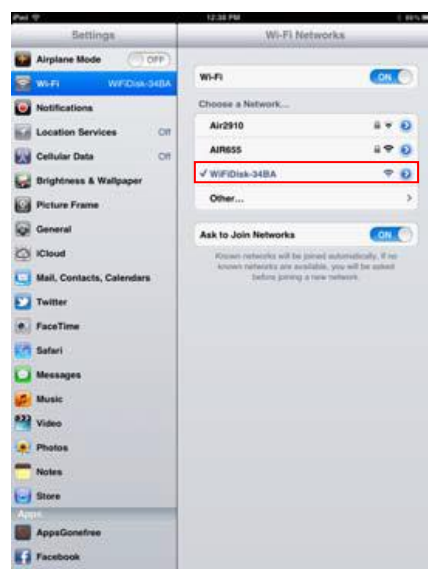 iPad
12:38 PM
Settings
Airplane Mode
OFF
Wi-Fi
WiFiDisk-34BA
Notifications
Location Services
Off
Cellular Data
Off
Brightness & Wallpaper
Picture Frame
General
iCloud
Mail, Contacts, Calendars
Twitter
FaceTime
Safari
Messages
Music
Video
Photos
Notes
Store
Apps
AppsGonefree
Facebook
Wi-Fi Networks
Wi-Fi
ON
Choose a Network...
Air2910
AIR655
WiFiDisk-34BA
Other...
Ask to Join Networks
ON
Known networks will be joined automatically. If no
known networks are available, you will be asked
before joining a new network.